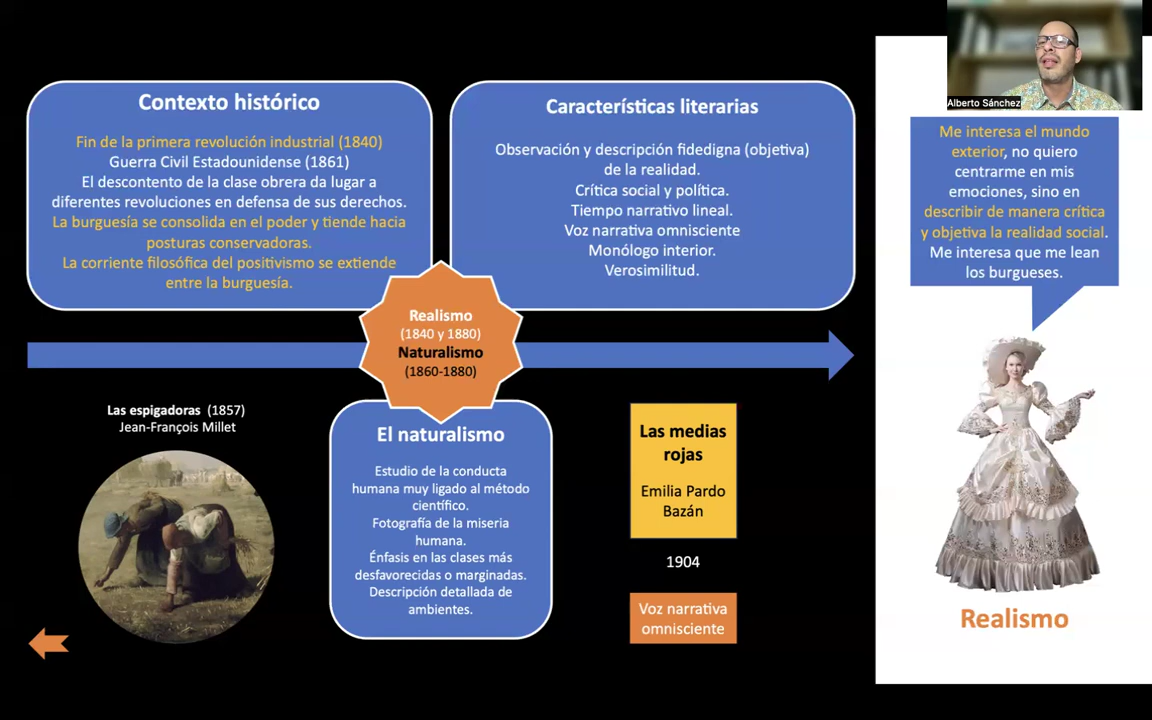 Contexto histórico
Fin de la primera revolución industrial (1840)
Guerra Civil Estadounidense (1861)
El descontento de la clase obrera da lugar a
diferentes revoluciones en defensa de sus derechos.
La burguesía se consolida en el poder y tiende hacia
posturas conservadoras.
La corriente filosófica del positivismo se extiende
entre la burguesía.
Características literarias
Observación y descripción fidedigna (objetiva)
de la realidad.
Crítica social y política.
Tiempo narrativo lineal.
Voz narrativa omnisciente
Monólogo interior.
Verosimilitud.
Alberto Sánchez
Me interesa el mundo
exterior, no quiero
centrarme en mis
emociones, sino en
describir de manera crítica
y objetiva la realidad social.
Me interesa que me lean
los burgueses.
Realismo
(1840 y 1880)
Naturalismo
(1860-1880)
Las espigadoras (1857)
Jean-François Millet
El naturalismo
Estudio de la conducta
humana muy ligado al método
científico.
Fotografía de la miseria
humana.
Énfasis en las clases más
desfavorecidas o marginadas.
Descripción detallada de
ambientes.
Las medias
rojas
Emilia Pardo
Bazán
1904
Voz narrativa
omnisciente
Realismo